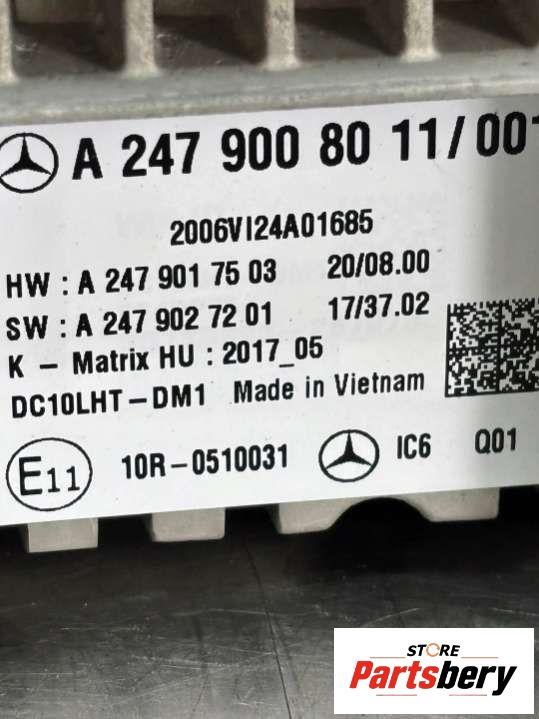 A 247 900 80 11/001
2006VI24A01685
HW : A 247 901 75 03 20/08.00
SW : A 247 902 72 01 17/37.02
K - Matrix HU : 2017_05
DC10LHT-DM1 Made in Vietnam
E11 10R-0510031 IC6 Q01
STORE
Partsbery